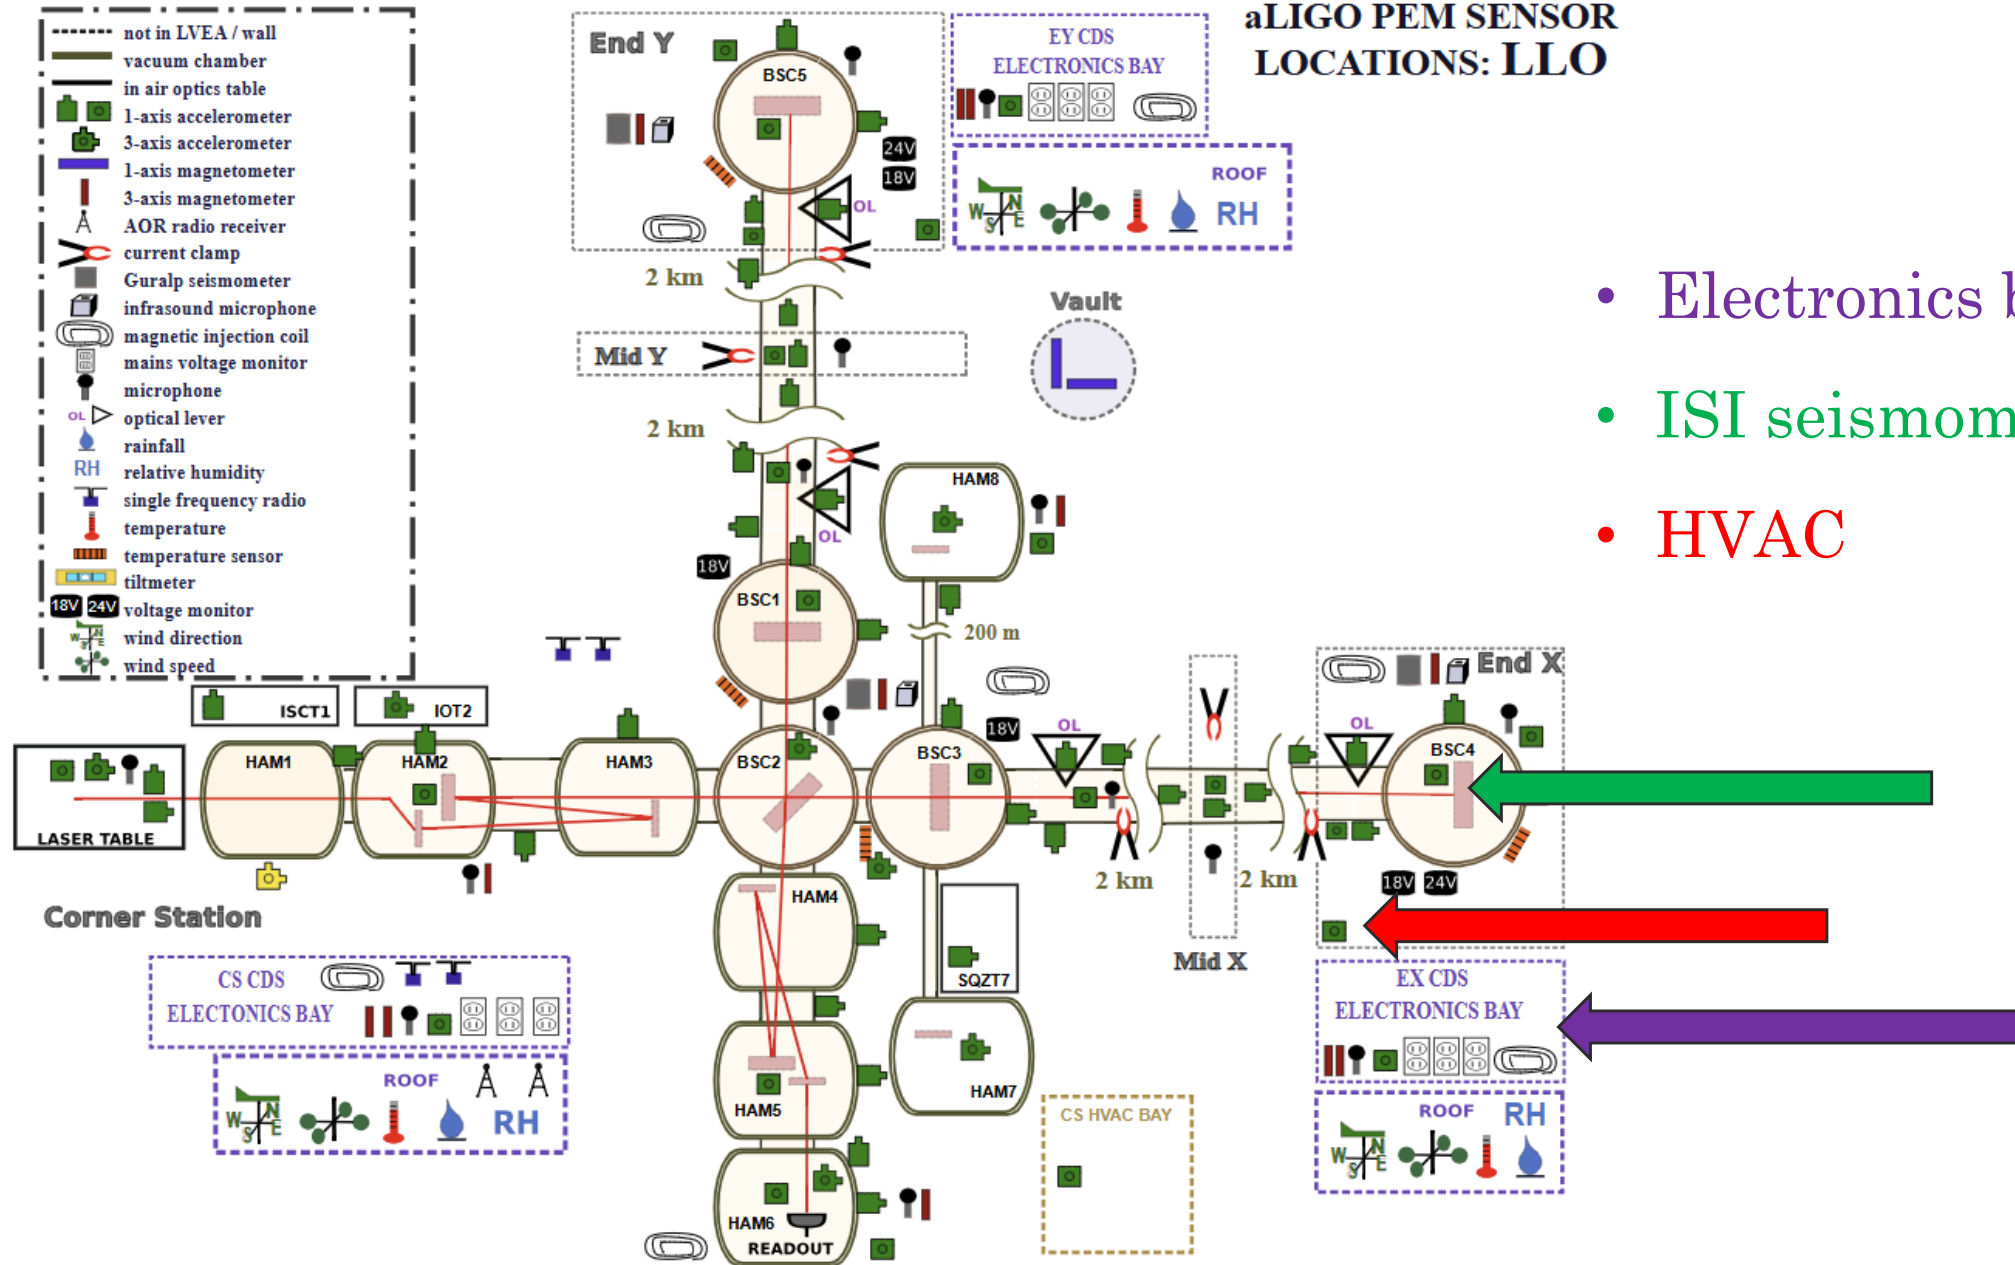 aLIGO PEM SENSOR
LOCATIONS: LLO
not in LVEA / wall
vacuum chamber
in air optics table
1-axis accelerometer
3-axis accelerometer
1-axis magnetometer
3-axis magnetometer
AOR radio receiver
current clamp
Guralp seismometer
infrasound microphone
magnetic injection coil
mains voltage monitor
microphone
OL optical lever
rainfall
RH relative humidity
single frequency radio
temperature
temperature sensor
tiltmeter
18V 24V voltage monitor
W N S E wind direction
wind speed
End Y
BSC5
24V
18V
OL
EY CDS
ELECTRONICS BAY
ROOF
W N S E RH
2 km
Vault
Mid Y
2 km
• Electronics
• ISI
• HVAC
HAM8
OL
18V
BSC1
200 m
End X
ISCT1
IOT2
HAM1
HAM2
HAM3
BSC2
BSC3
18V
OL
OL
BSC4
LASER TABLE
2 km
2 km
18V 24V
Corner Station
HAM4
Mid X
SQZT7
CS CDS
ELECTONICS BAY
EX CDS
ELECTRONICS BAY
ROOF
W N S E RH
HAM5
HAM7
CS HVAC BAY
ROOF RH
W N S E
HAM6
READOUT